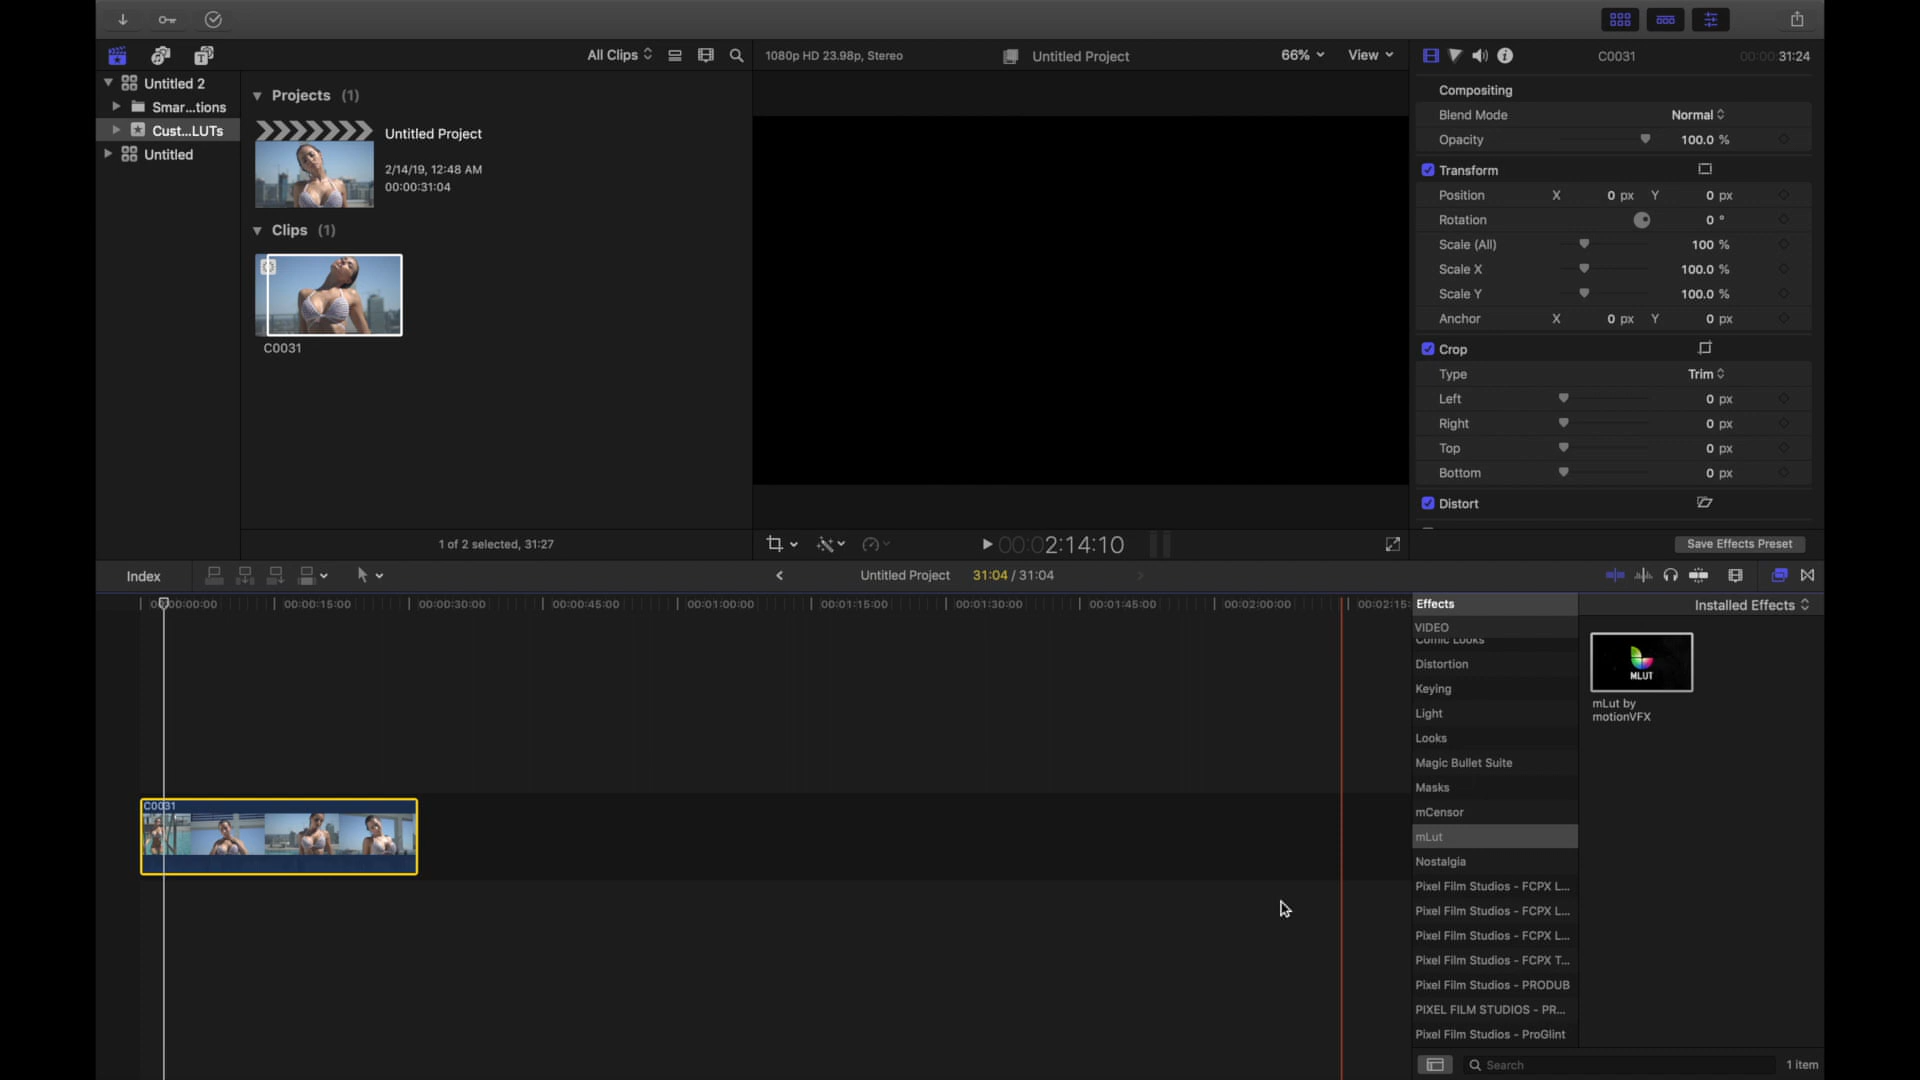 All Clips
1080p HD 23.98p, Stereo
Untitled Project
66%
View
C0031
00:00:31:24
Untitled 2
Smar...tions
Cust...LUTs
Untitled
Projects (1)
Untitled Project
2/14/19, 12:48 AM
00:00:31:04
Clips (1)
C0031
1 of 2 selected, 31:27
00:02:14:10
Compositing
Blend Mode Normal
Opacity 100.0 %
Transform
Position X 0 px Y 0 px
Rotation 0 °
Scale (All) 100 %
Scale X 100.0 %
Scale Y 100.0 %
Anchor X 0 px Y 0 px
Crop
Type Trim
Left 0 px
Right 0 px
Top 0 px
Bottom 0 px
Distort
Save Effects Preset
Index
Untitled Project 31:04 / 31:04
00:00:00:00 00:00:15:00 00:00:30:00 00:00:45:00 00:01:00:00 00:01:15:00 00:01:30:00 00:01:45:00 00:02:00:00 00:02:15:
C0031
Effects
Installed Effects
VIDEO
Comic Looks
Distortion
Keying
Light
Looks
Magic Bullet Suite
Masks
mCensor
mLut
Nostalgia
Pixel Film Studios - FCPX L...
Pixel Film Studios - FCPX L...
Pixel Film Studios - FCPX L...
Pixel Film Studios - FCPX T...
Pixel Film Studios - PRODUB
PIXEL FILM STUDIOS - PR...
Pixel Film Studios - ProGlint
MLUT
mLut by
motionVFX
Search
1 item